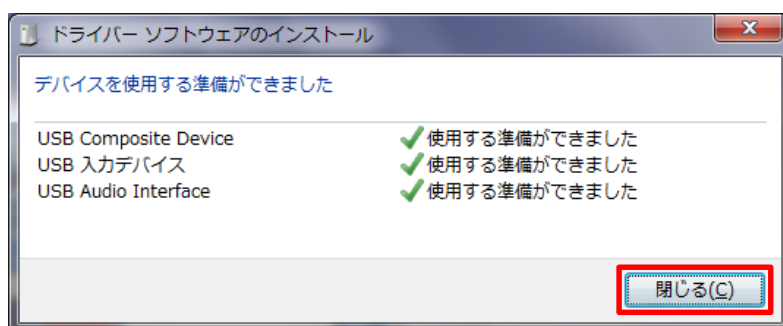 ドライバー ソフトウェアのインストール
デバイスを使用する準備ができました
USB Composite Device 使用する準備ができました
USB 入力デバイス 使用する準備ができました
USB Audio Interface 使用する準備ができました
閉じる(C)